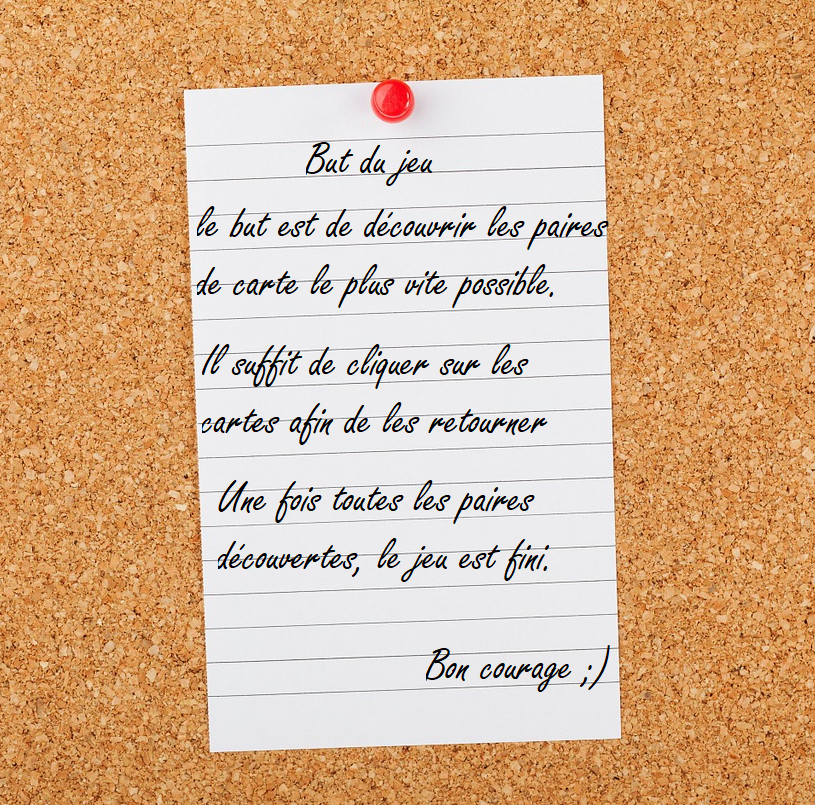 But du jeu
le but est de découvrir les paires
de carte le plus vite possible.
Il suffit de cliquer sur les
cartes afin de les retourner
Une fois toutes les paires
découvertes, le jeu est fini.
Bon courage ;)